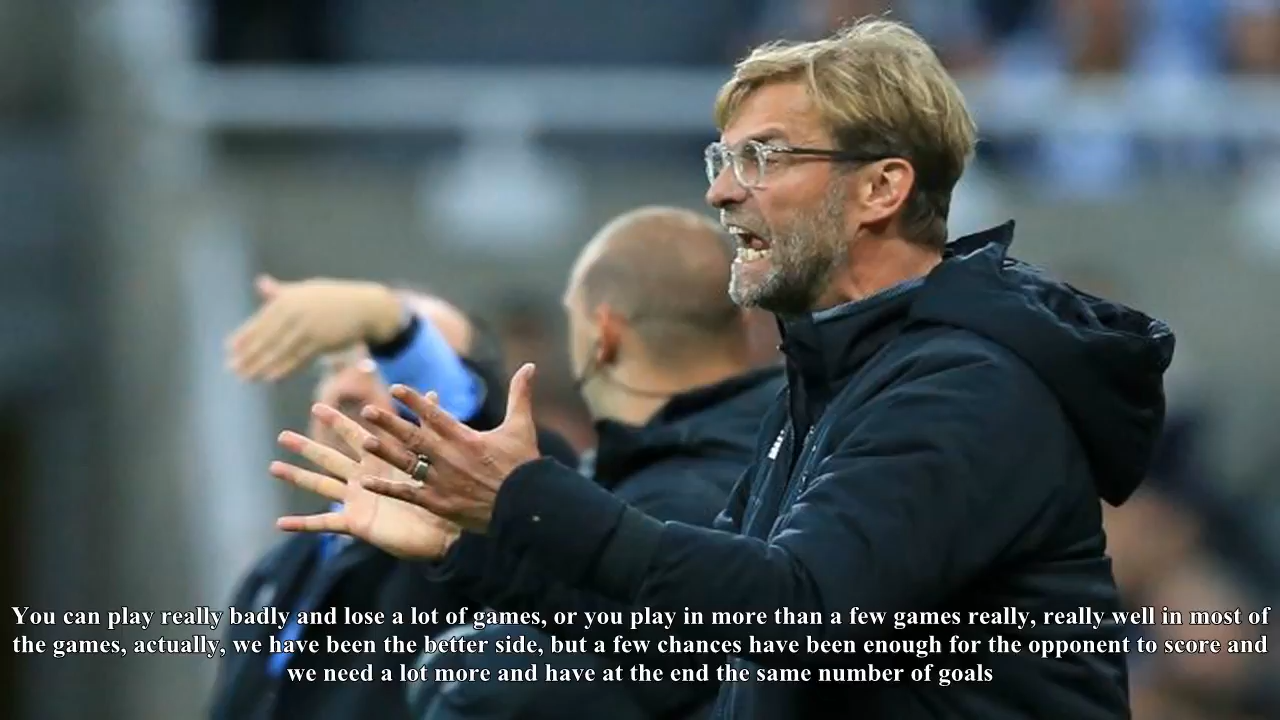 You can play really badly and lose a lot of games, or you play in more than a few games really, really well in most of
the games, actually, we have been the better side, but a few chances have been enough for the opponent to score and
we need a lot more and have at the end the same number of goals